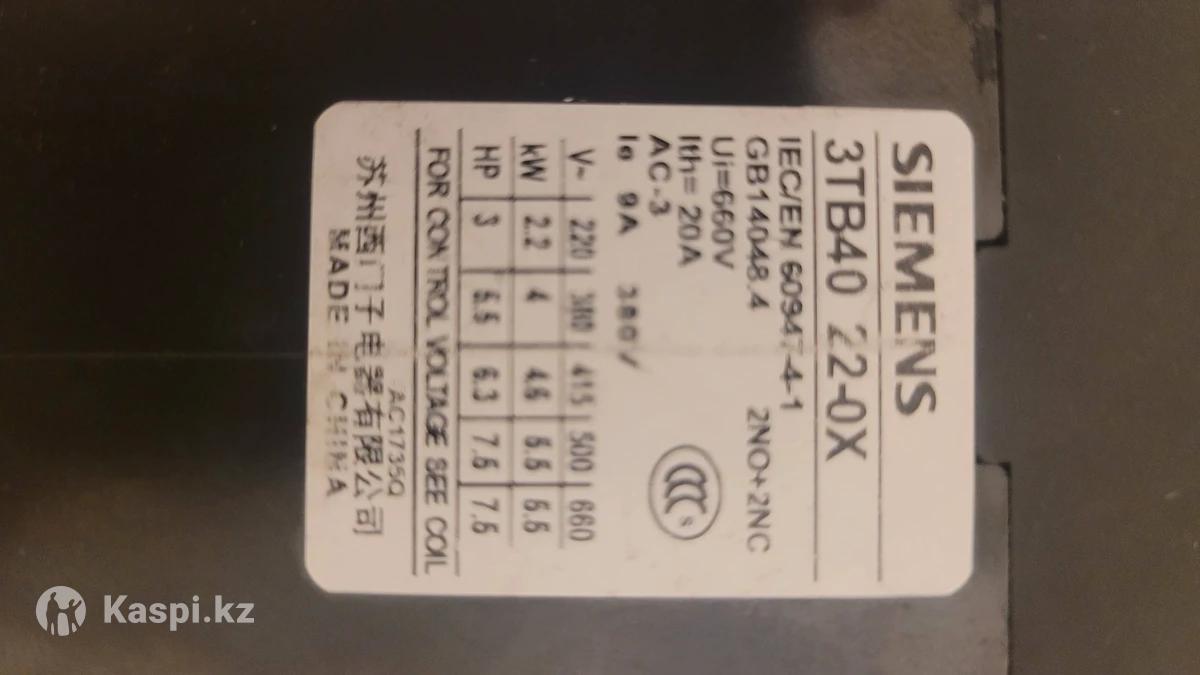 SIEMENS
3TB40 22-0X
IEC/EN 60947-4-1
GB14048.4 2NO+2NC
Ui=660V
Ith= 20A
AC-3
Ie 9A 380V
V~ 220 380 415 500 660
kW 2.2 4 4.6 5.5 5.5
HP 3 5.5 6.3 7.5 7.5
FOR CONTROL VOLTAGE SEE COIL
AC1735Q
苏州西门子电器有限公司
MADE IN CHINA
CCC S
Kaspi.kz